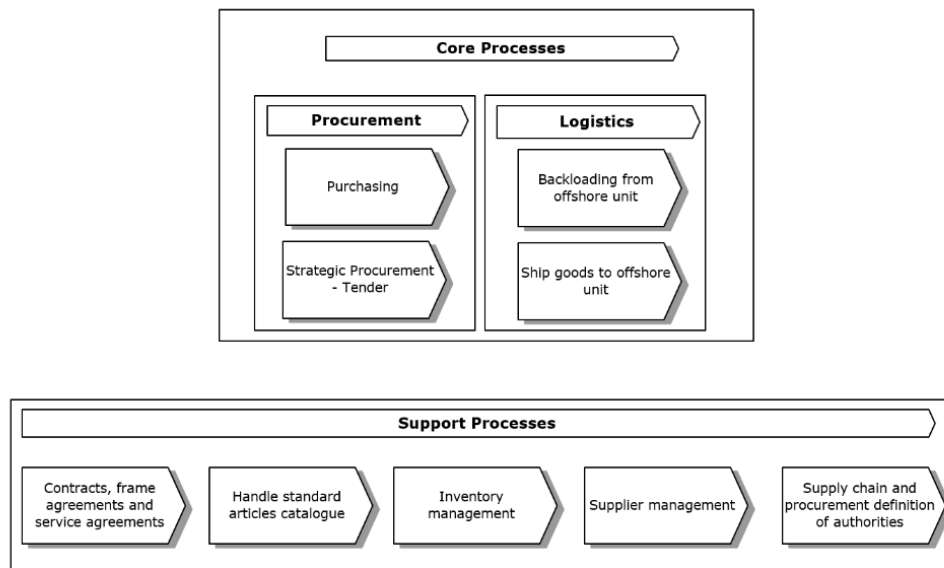 Core Processes
Procurement
Purchasing
Strategic Procurement
- Tender
Logistics
Backloading from
offshore unit
Ship goods to offshore
unit
Support Processes
Contracts, frame
agreements and
service agreements
Handle standard
articles catalogue
Inventory
management
Supplier management
Supply chain and
procurement definition
of authorities